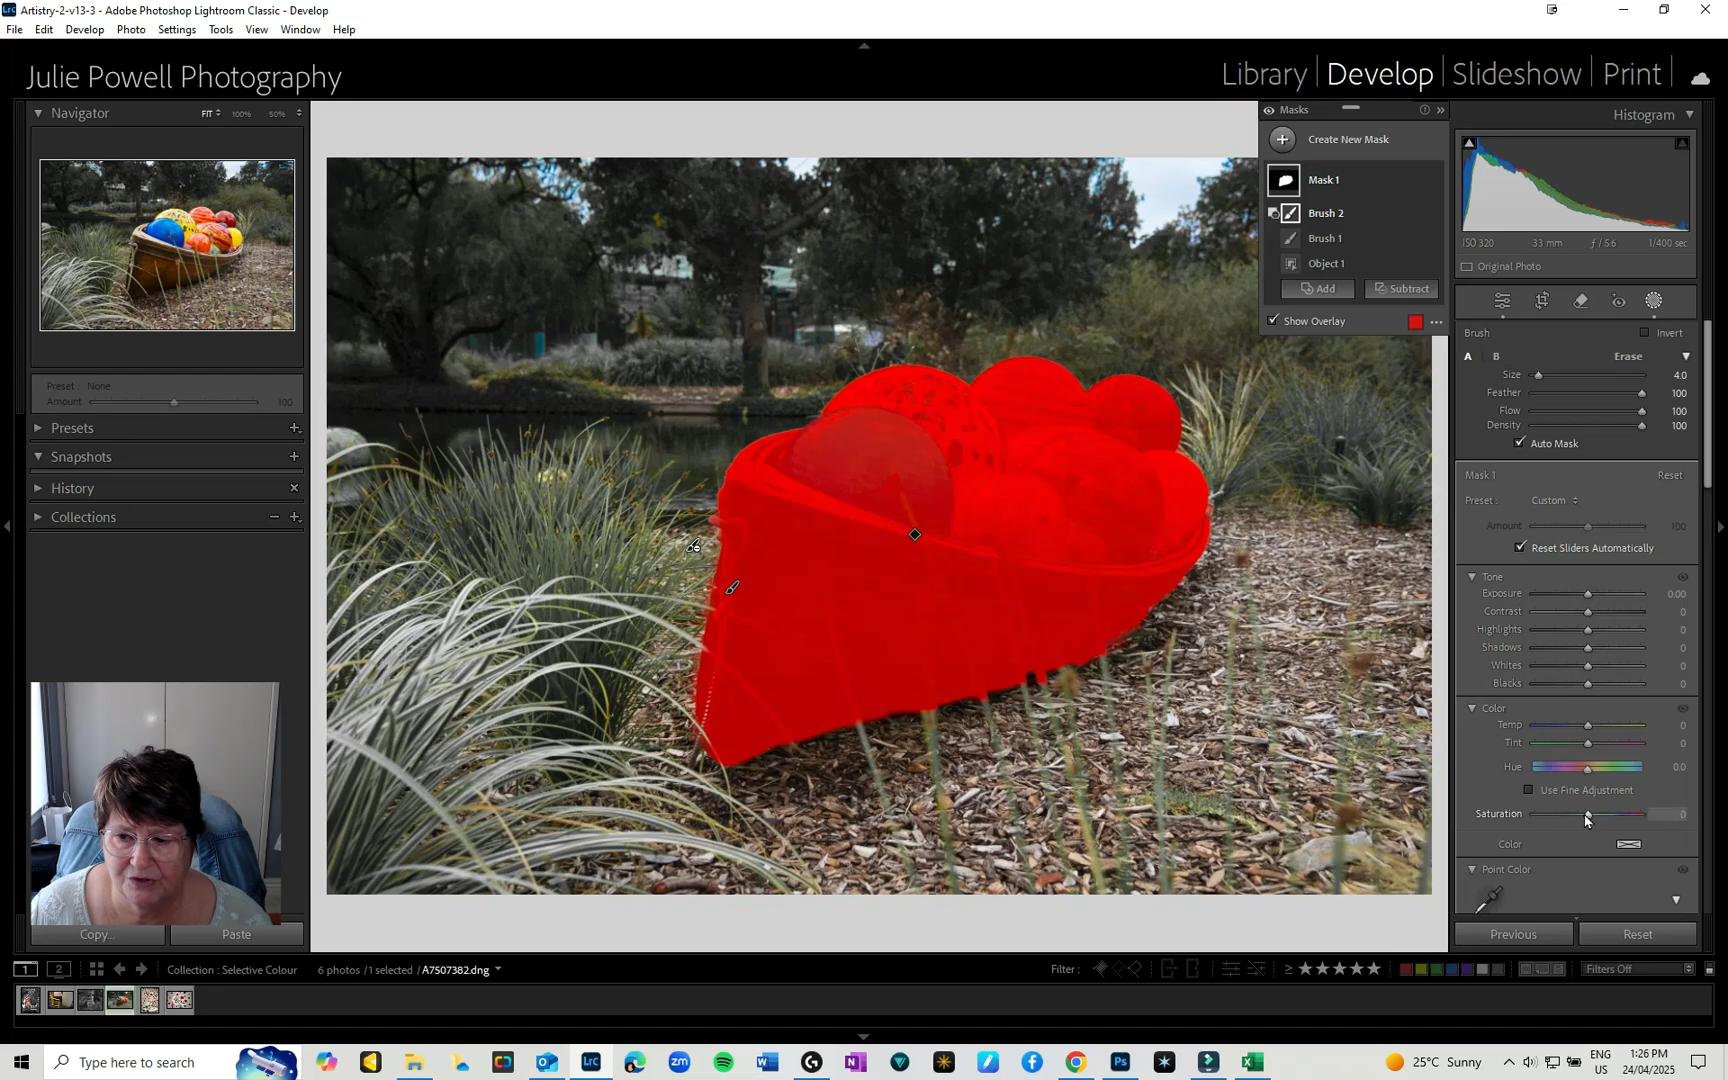 Artistry-2-v13-3 - Adobe Photoshop Lightroom Classic - Develop
File Edit Develop Photo Settings Tools View Window Help
Julie Powell Photography
Library Develop Slideshow Print
Navigator
FIT 100% 50%
Preset : None
Amount 100
Presets
Snapshots
History
Collections
Copy... Paste
Masks
Create New Mask
Mask 1
Brush 2
Brush 1
Object 1
Add Subtract
Show Overlay
Histogram
ISO 320 33 mm ƒ / 5.6 1/400 sec
Original Photo
Brush Invert
A B Erase
Size 4.0
Feather 100
Flow 100
Density 100
Auto Mask
Mask 1 Reset
Preset : Custom
Amount 100
Reset Sliders Automatically
Tone
Exposure 0.00
Contrast 0
Highlights 0
Shadows 0
Whites 0
Blacks 0
Color
Temp 0
Tint 0
Hue 0.0
Use Fine Adjustment
Saturation 0
Color
Point Color
Previous Reset
1 2 Collection : Selective Colour 6 photos / 1 selected / A7507382.dng
Filter : ≥ Filters Off
Type here to search
Lrc zm W N Ps X
25°C Sunny
ENG
US
1:26 PM
24/04/2025